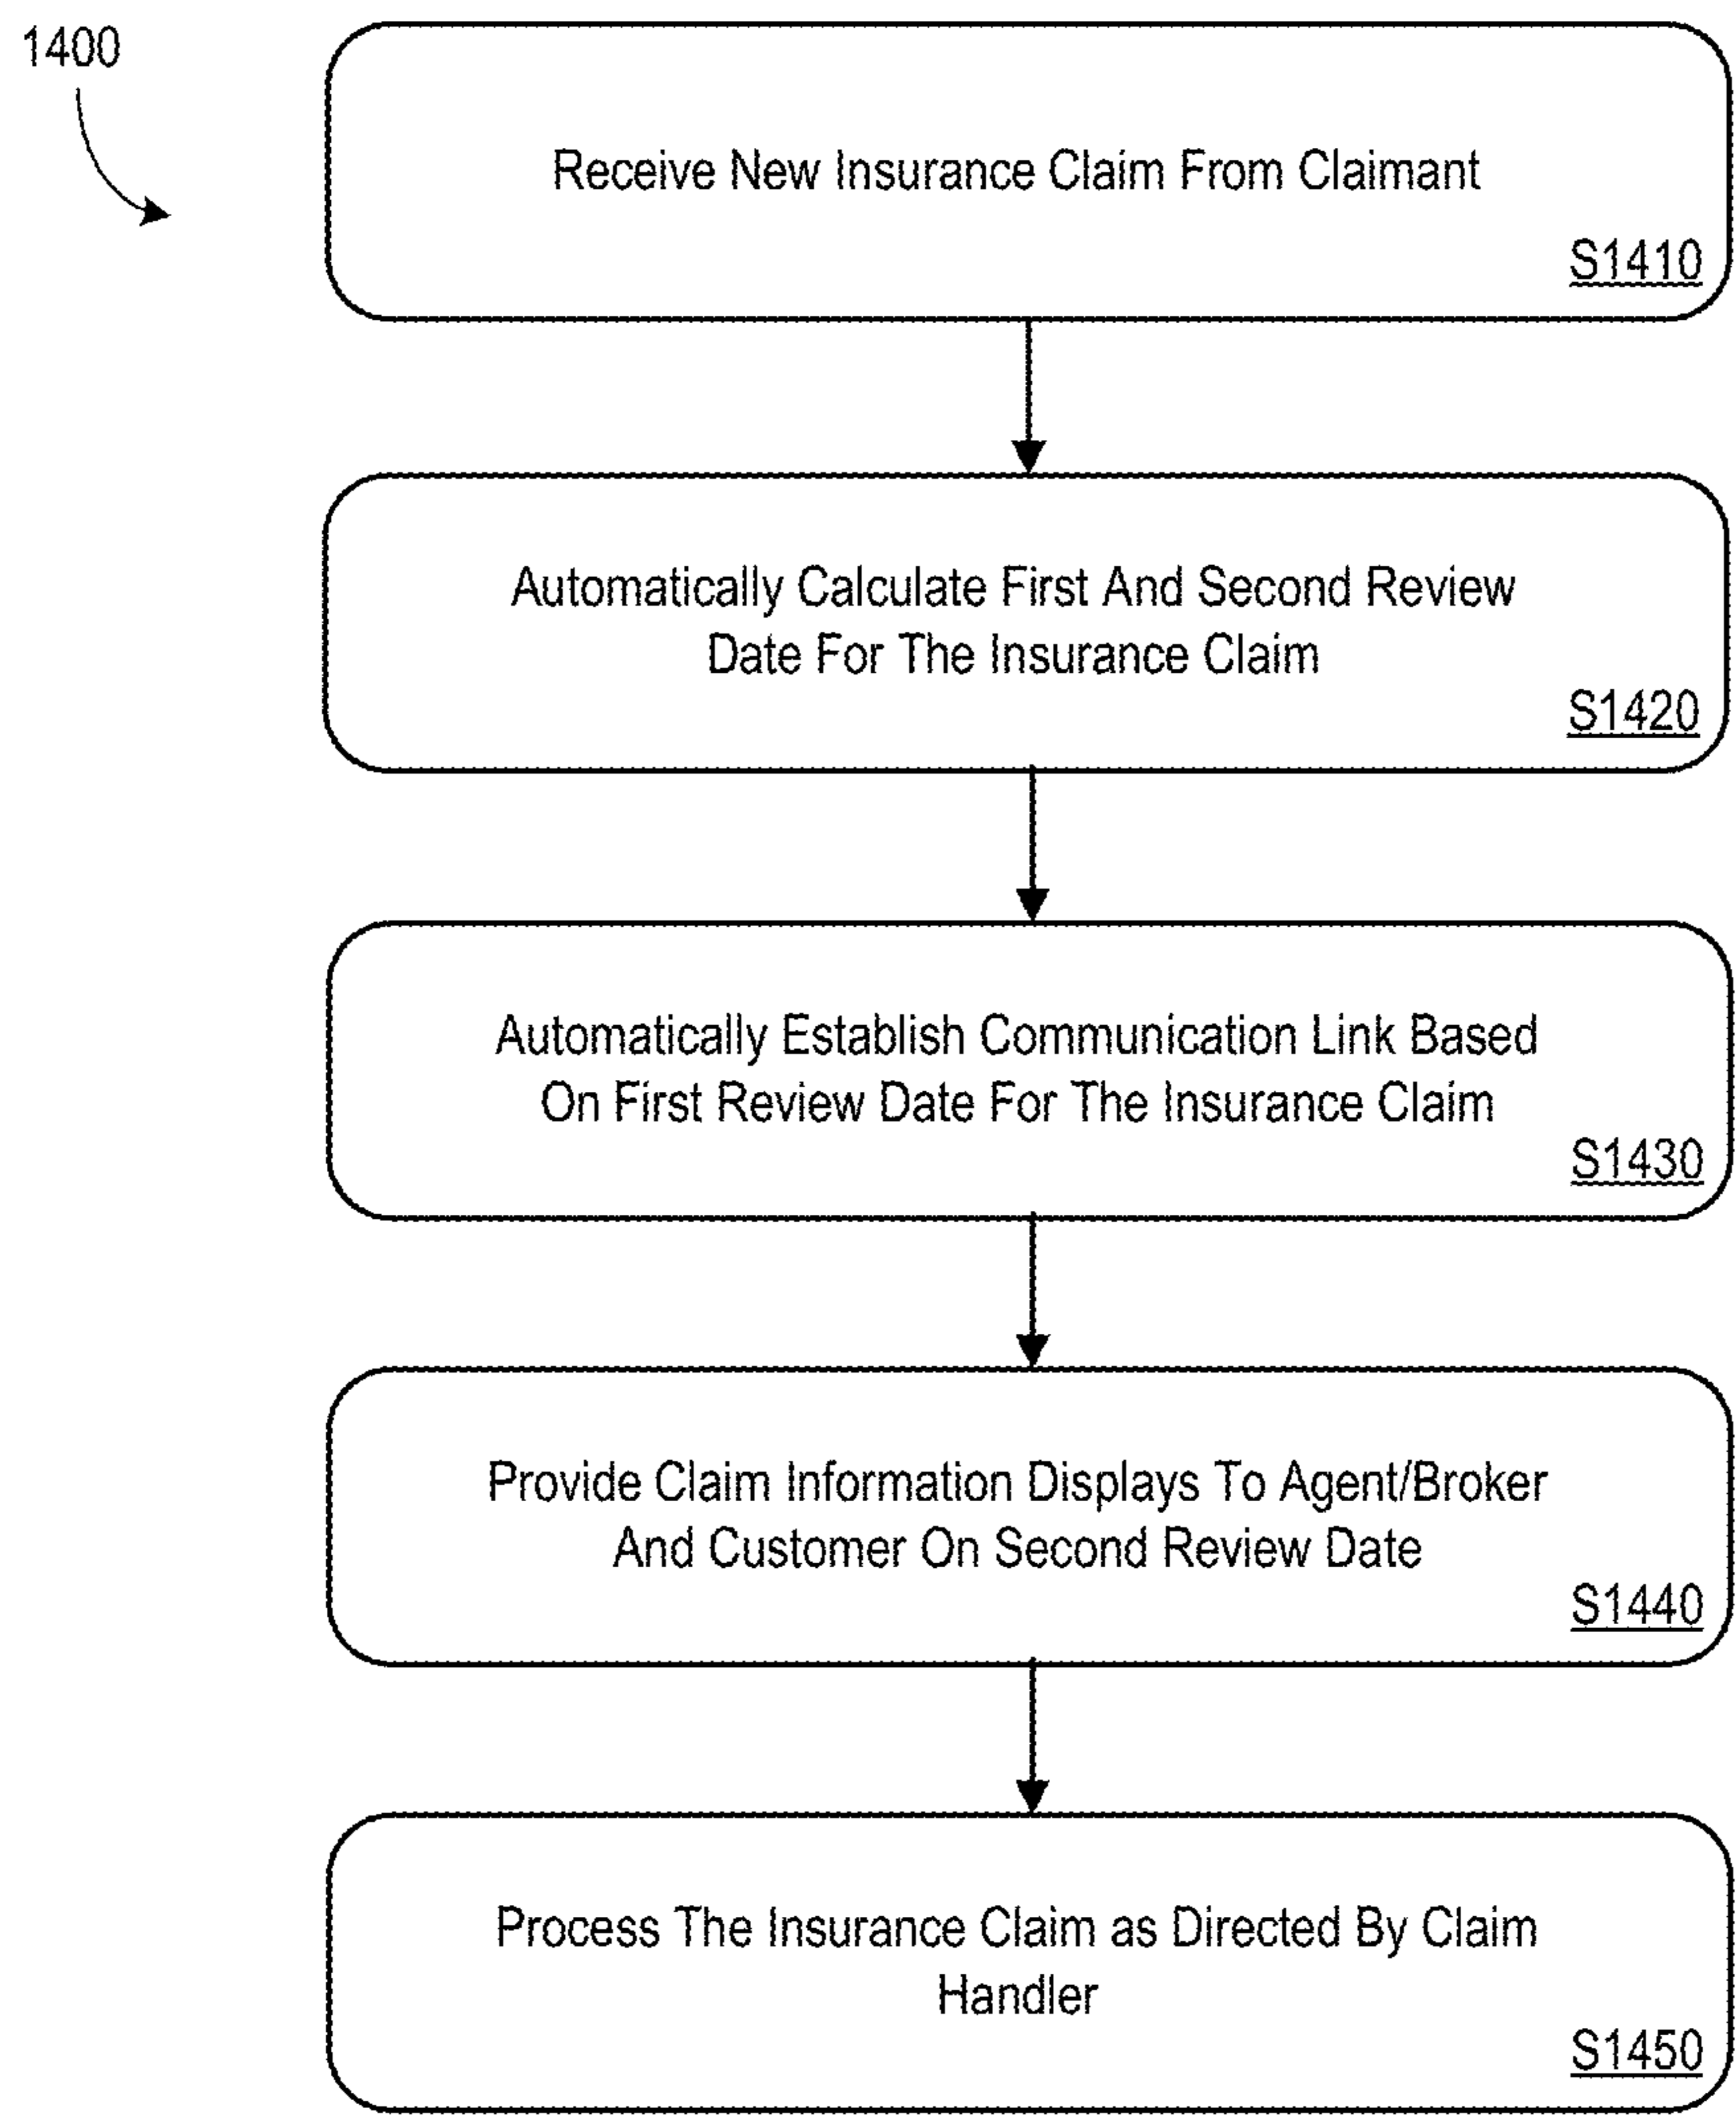 1400
Receive New Insurance Claim From Claimant
S1410
Automatically Calculate First And Second Review
Date For The Insurance Claim
S1420
Automatically Establish Communication Link Based
On First Review Date For The Insurance Claim
S1430
Provide Claim Information Displays To Agent/Broker
And Customer On Second Review Date
S1440
Process The Insurance Claim as Directed By Claim
Handler
S1450